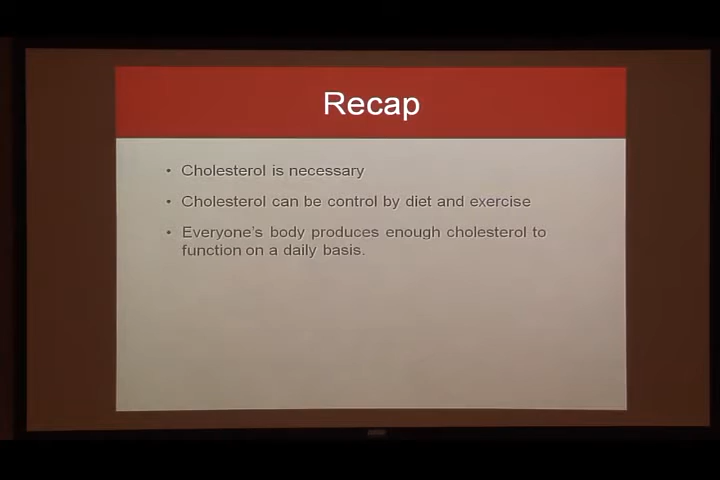 Recap
• Cholesterol is necessary
• Cholesterol can be control by diet and exercise
• Everyone's body produces enough cholesterol to
function on a daily basis.